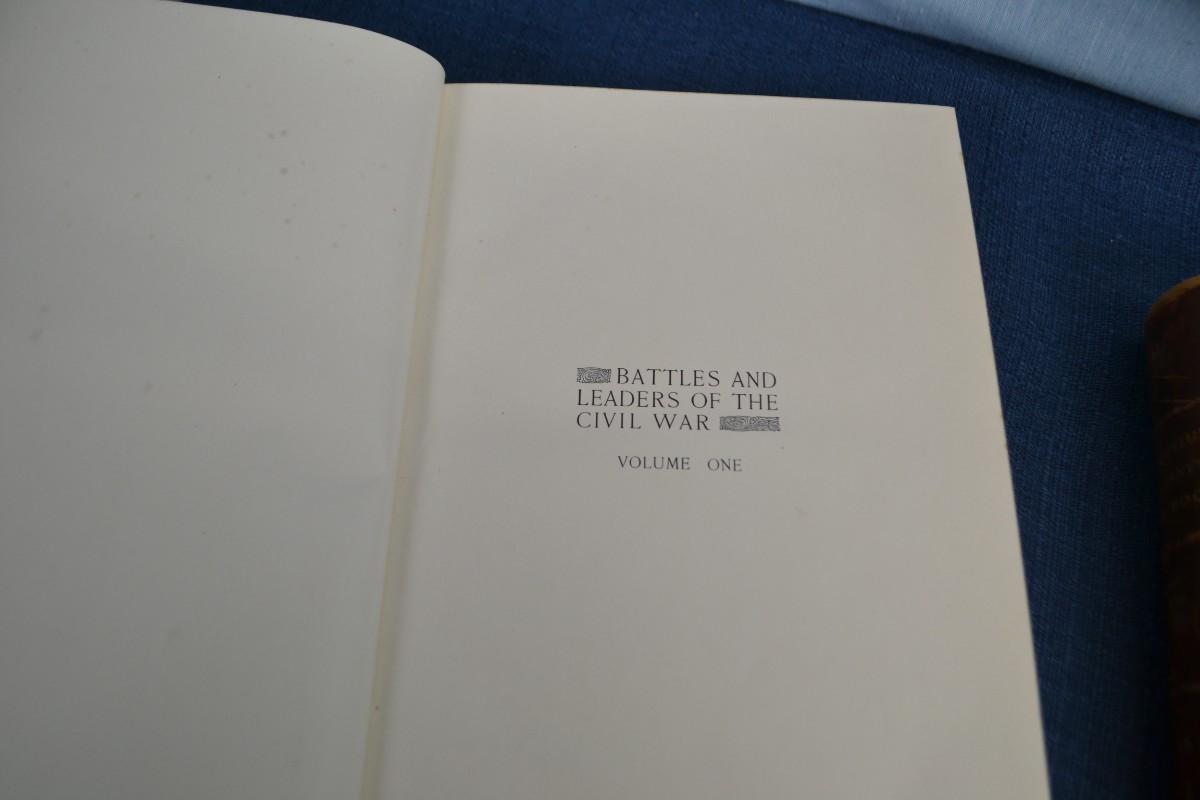 BATTLES AND
LEADERS OF THE
CIVIL WAR
VOLUME ONE